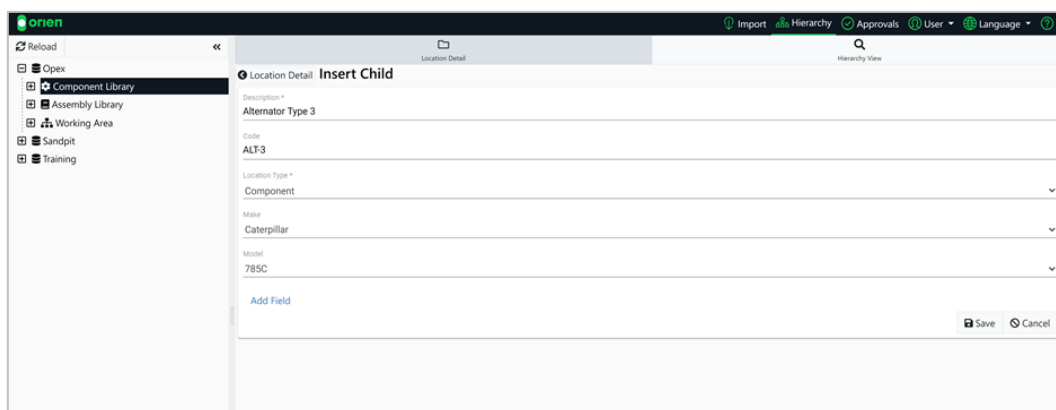 orien
Import Hierarchy Approvals User Language
Reload
Location Detail
Hierarchy View
Opex
Component Library
Assembly Library
Working Area
Sandpit
Training
Location Detail Insert Child
Description *
Alternator Type 3
Code
ALT-3
Location Type *
Component
Make
Caterpillar
Model
785C
Add Field
Save Cancel